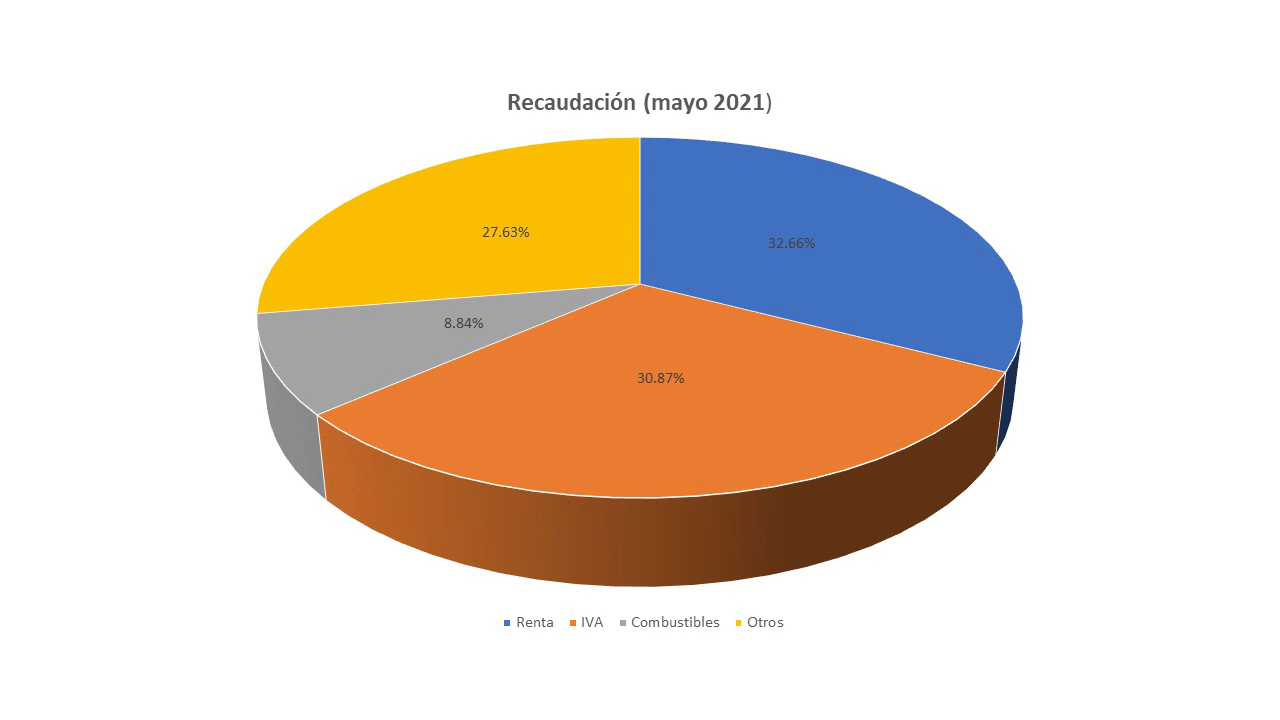 Recaudación (mayo 2021)
27.63%
32.66%
8.84%
30.87%
Renta IVA Combustibles Otros